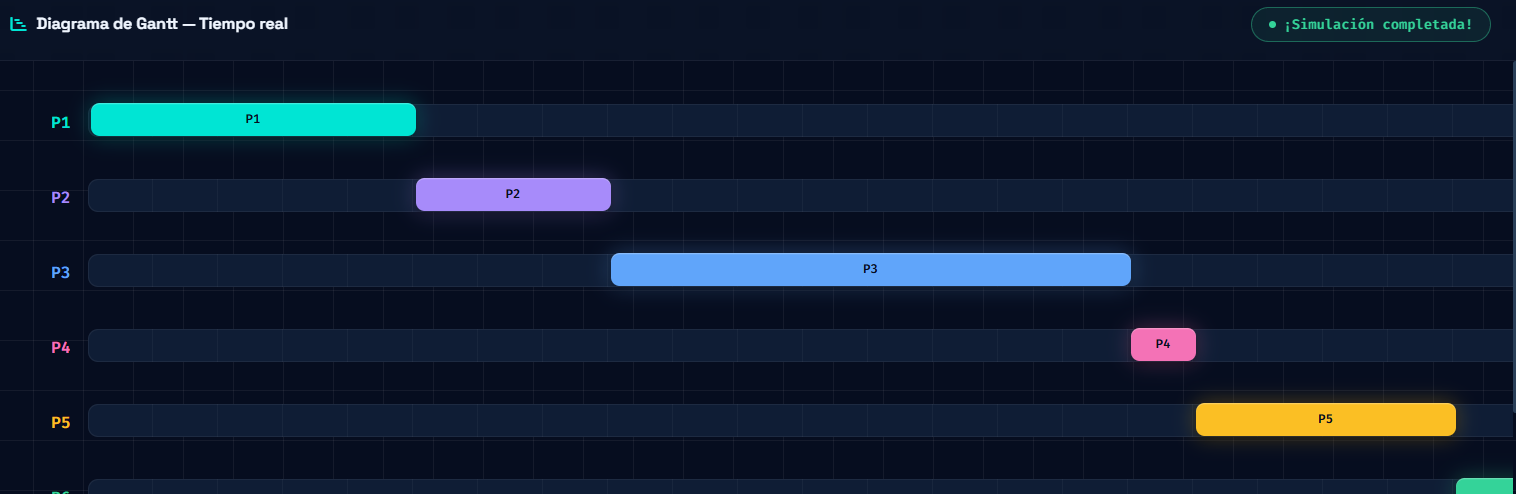 Diagrama de Gantt — Tiempo real
¡Simulación completada!
P1 P1
P2 P2
P3 P3
P4 P4
P5 P5